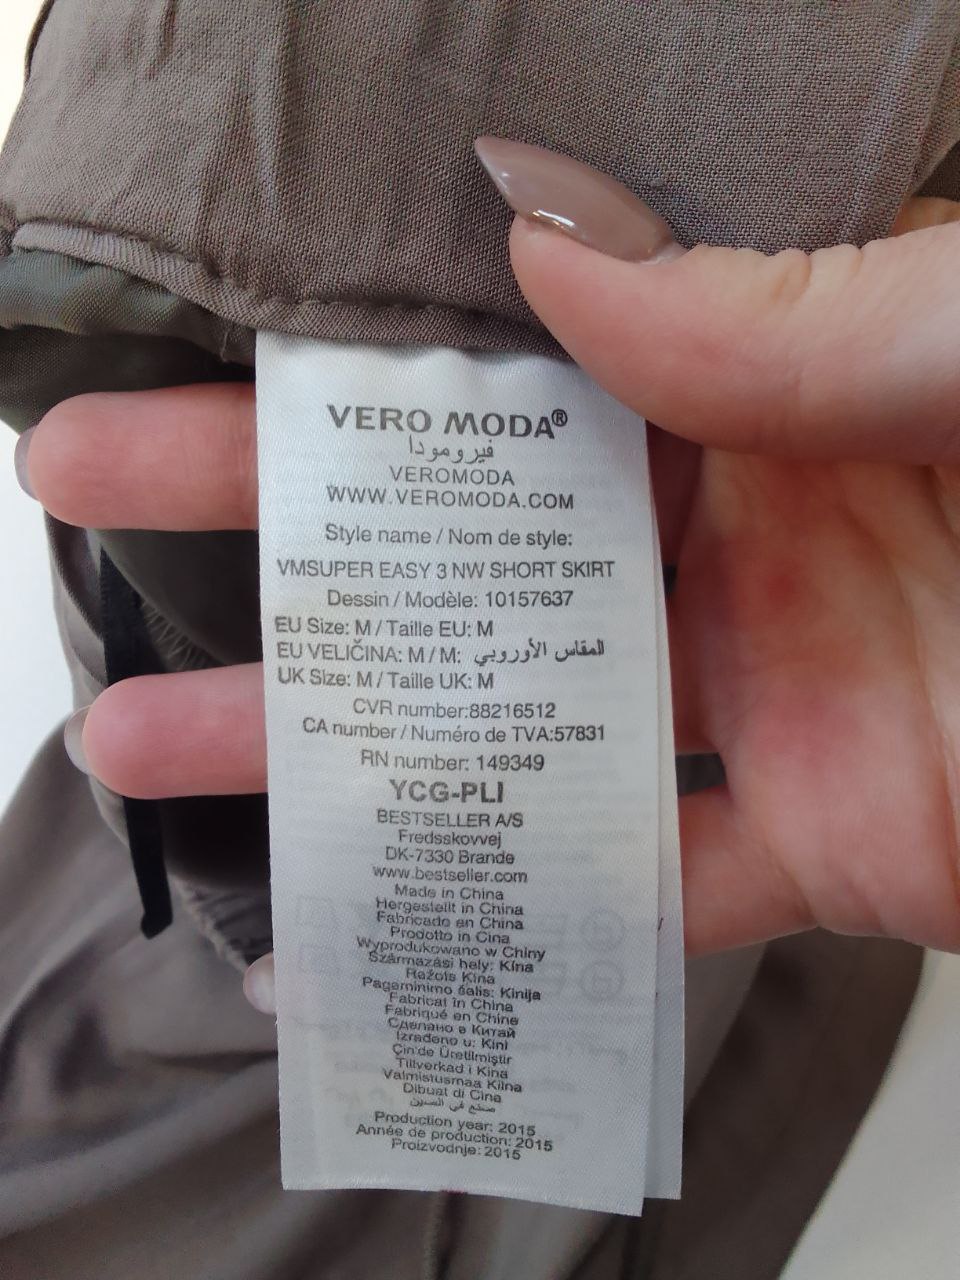 VERO MODA®
فيرومودا
VEROMODA
WWW.VEROMODA.COM
Style name / Nom de style:
VMSUPER EASY 3 NW SHORT SKIRT
Dessin / Modèle: 10157637
EU Size: M / Taille EU: M
EU VELIČINA: M / M: المقاس الأوروبي
UK Size: M / Taille UK: M
CVR number:88216512
CA number / Numéro de TVA:57831
RN number: 149349
YCG-PLI
BESTSELLER A/S
Fredsskovvej
DK-7330 Brande
www.bestseller.com
Made in China
Hergestellt in China
Fabricado en China
Prodotto in Cina
Wyprodukowano w Chiny
Származási hely: Kína
Ražots Kina
Pagaminimo šalis: Kinija
Fabricat în China
Fabriqué en Chine
Сделано в Китай
Izrađeno u: Kini
Çin'de Üretilmiştir
Tillverkad i Kina
Valmistusmaa Kiina
Dibuat di Cina
صنع في الصين
Production year: 2015
Année de production: 2015
Proizvodnje: 2015